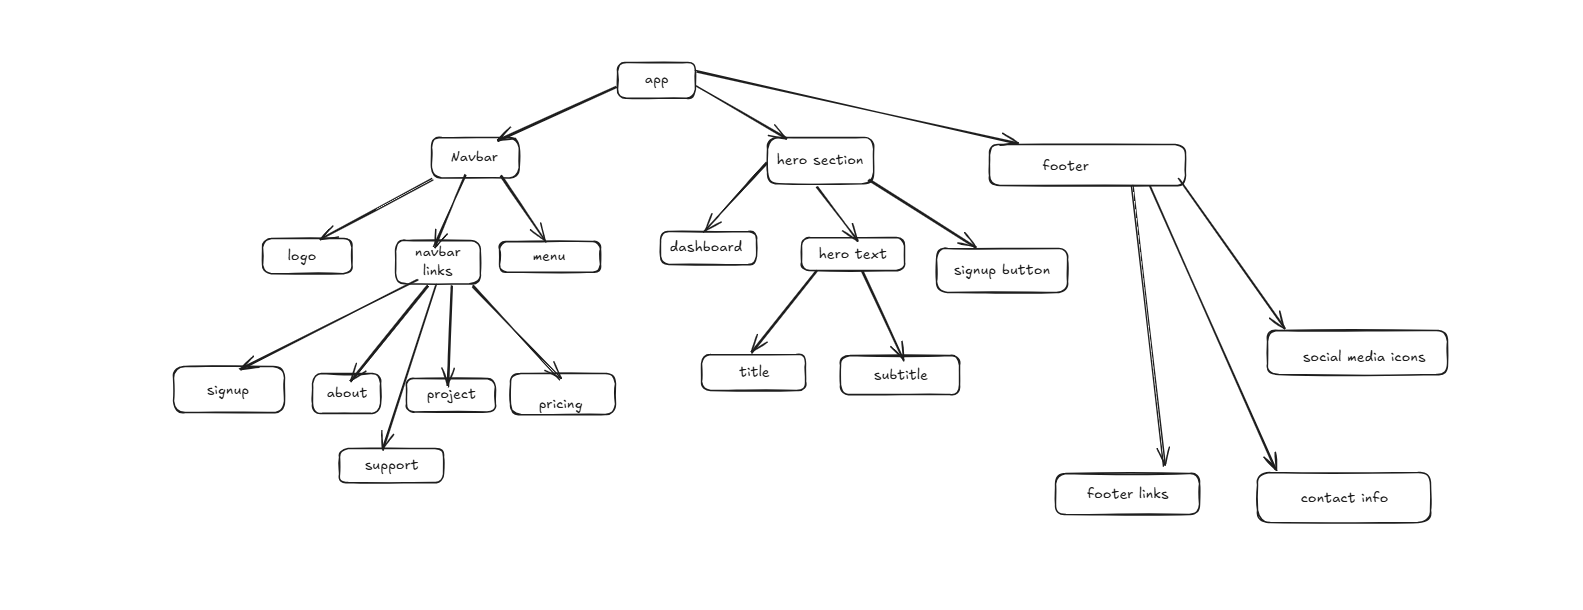 app
Navbar
hero section
footer
logo
navbar
links
menu
dashboard
hero text
signup button
signup
about
project
pricing
support
title
subtitle
social media icons
footer links
contact info